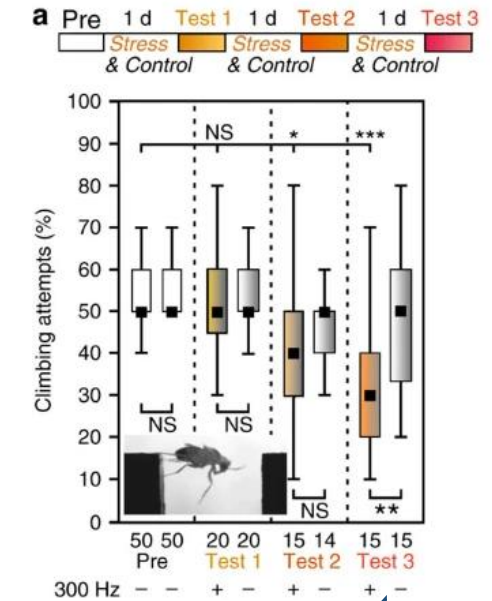 a Pre 1 d Test 1 1 d Test 2 1 d Test 3
Stress Stress Stress
& Control & Control & Control
Climbing attempts (%)
100
90
80
70
60
50
40
30
20
10
0
NS * ***
NS NS NS **
50 50 20 20 15 14 15 15
Pre Test 1 Test 2 Test 3
300 Hz − − + − + − + −